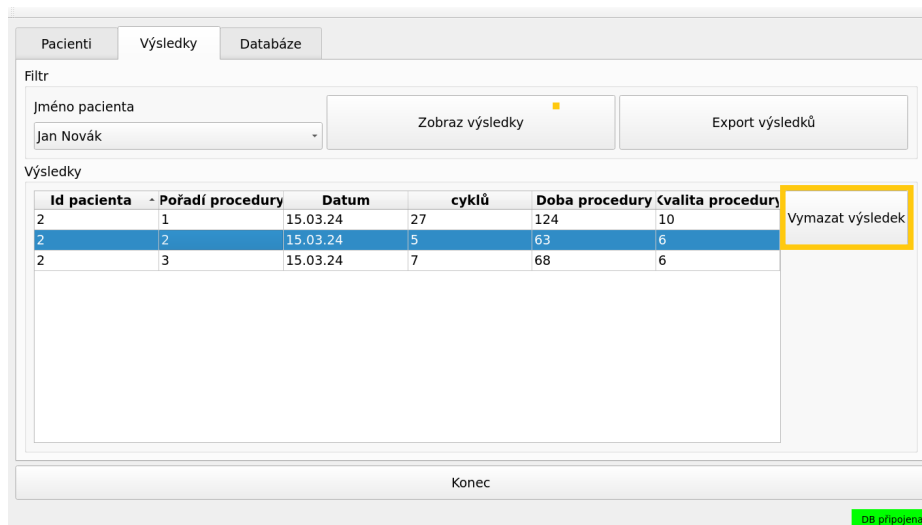 Pacienti Výsledky Databáze
Filtr
Jméno pacienta
Jan Novák
Zobraz výsledky
Export výsledků
Výsledky
Id pacienta Pořadí procedury Datum cyklů Doba procedury Kvalita procedury
2 1 15.03.24 27 124 10
2 2 15.03.24 5 63 6
2 3 15.03.24 7 68 6
Vymazat výsledek
Konec
DB připojena